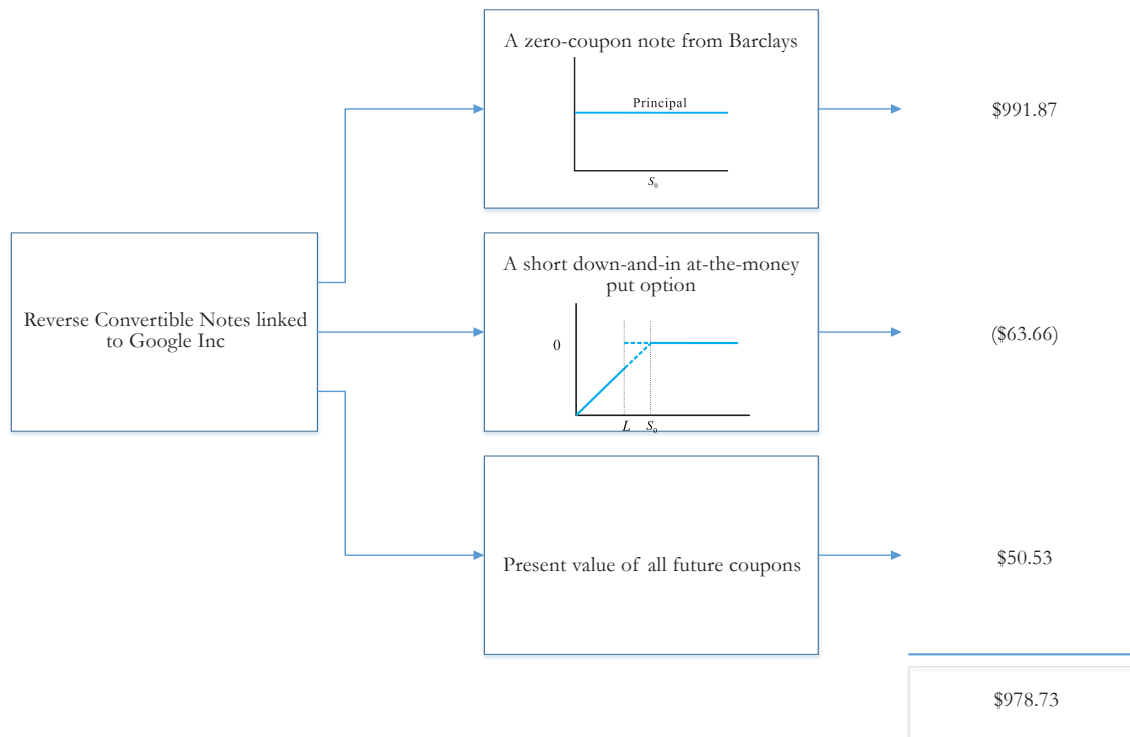 A zero-coupon note from Barclays
Principal
S₀
$991.87
Reverse Convertible Notes linked
to Google Inc
A short down-and-in at-the-money
put option
0
L S₀
($63.66)
Present value of all future coupons
$50.53
$978.73